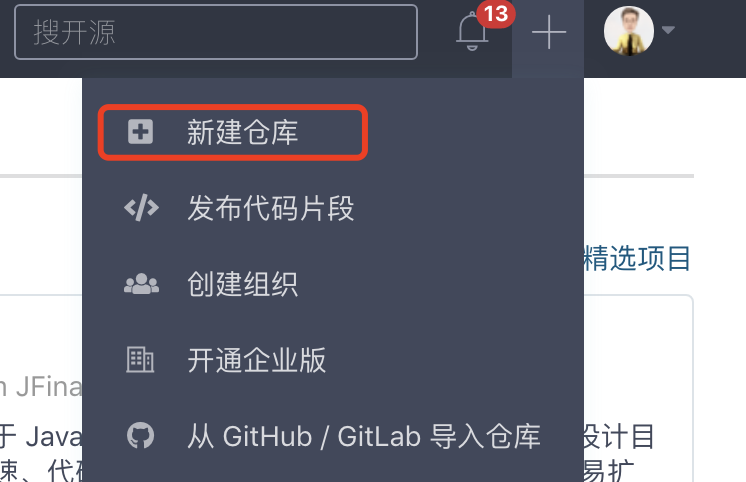 搜开源
13
新建仓库
发布代码片段
精选项目
创建组织
开通企业版
JFina
于 Java
从 GitHub / GitLab 导入仓库
设计目
速、代码
易扩